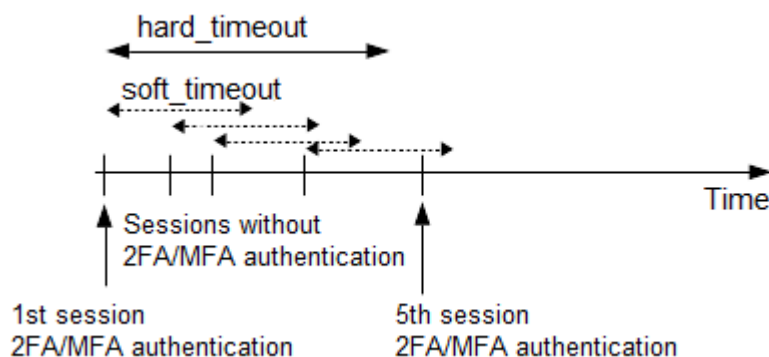 hard_timeout
soft_timeout
Time
Sessions without
2FA/MFA authentication
1st session
2FA/MFA authentication
5th session
2FA/MFA authentication